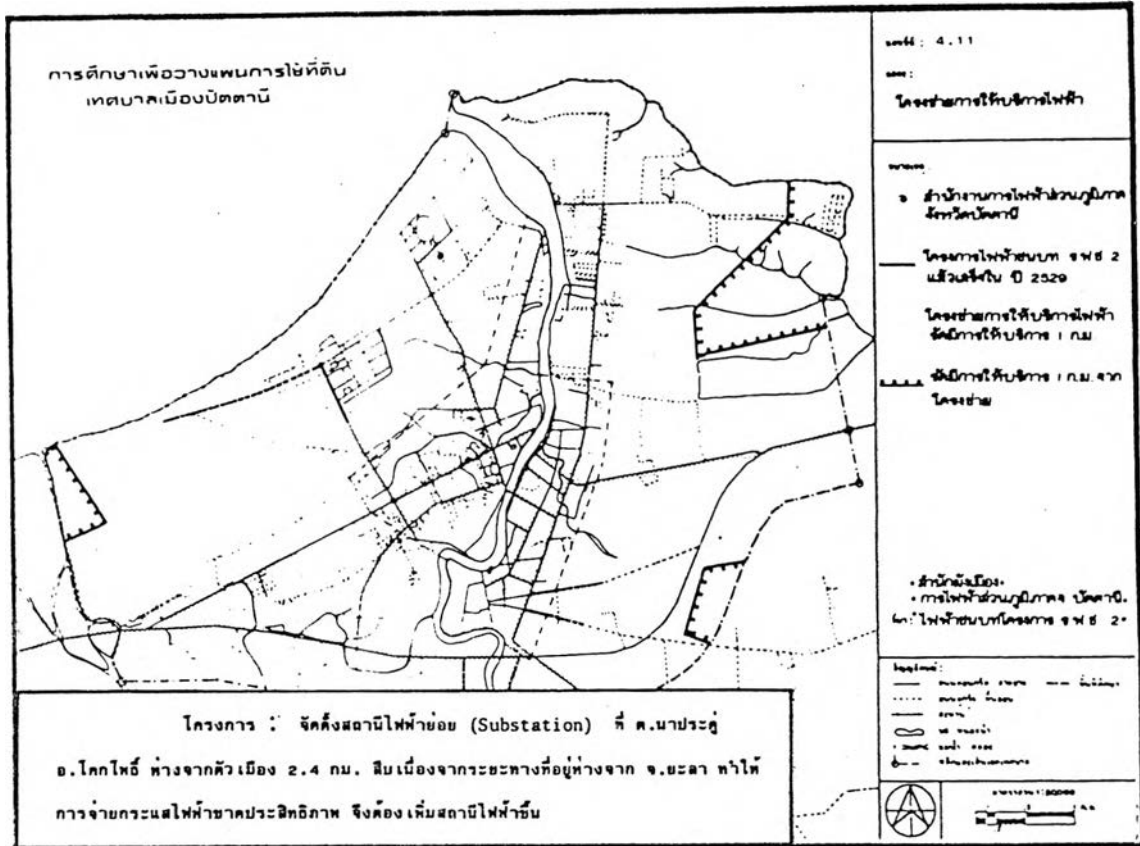 การศึกษาเพื่อวางแผนการใช้ที่ดิน
เทศบาลเมืองปัตตานี
แผนที่ : 4.11
แสดง :
โครงข่ายการให้บริการไฟฟ้า
หมายเหตุ
สำนักงานการไฟฟ้าส่วนภูมิภาค
จังหวัดปัตตานี
โครงการไฟฟ้าชนบท รฟช 2
แล้วเสร็จใน ปี 2529
โครงข่ายการให้บริการไฟฟ้า
รัศมีการให้บริการ 1 กม
รัศมีการให้บริการ 1 กม. จาก
โครงข่าย
สำนักผังเมือง
การไฟฟ้าส่วนภูมิภาคจ ปัตตานี.
ที่มา: ไฟฟ้าชนบทโครงการ รฟช 2
โครงการ : จัดตั้งสถานีไฟฟ้าย่อย (Substation) ที่ ต.นาประดู่
อ.โคกโพธิ์ ห่างจากตัวเมือง 2.4 กม. สืบเนื่องจากระยะทางที่อยู่ห่างจาก จ.ยะลา ทำให้
การจ่ายกระแสไฟฟ้าขาดประสิทธิภาพ จึงต้องเพิ่มสถานีไฟฟ้าขึ้น